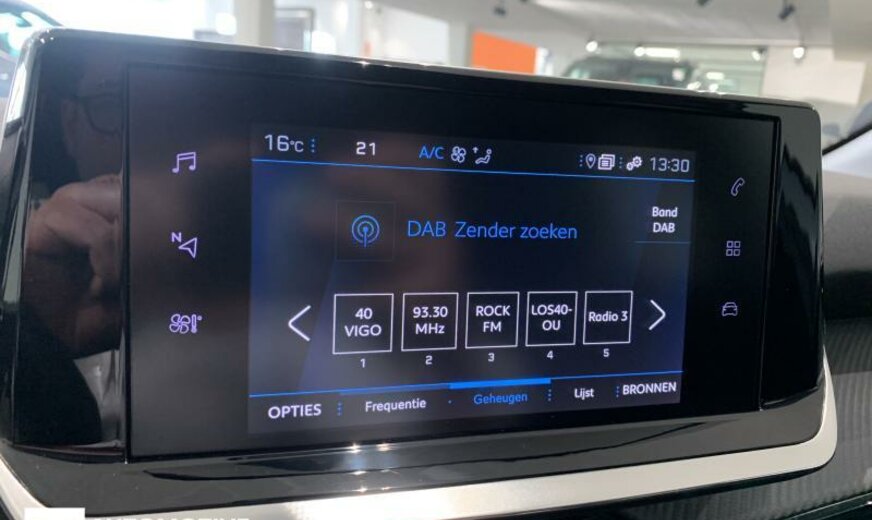 16°C
21
A/C
13:30
N
DAB Zender zoeken
Band
DAB
40
VIGO
93.30
MHz
ROCK
FM
LOS40-
OU
Radio 3
1
2
3
4
5
OPTIES
Frequentie
Geheugen
Lijst
BRONNEN